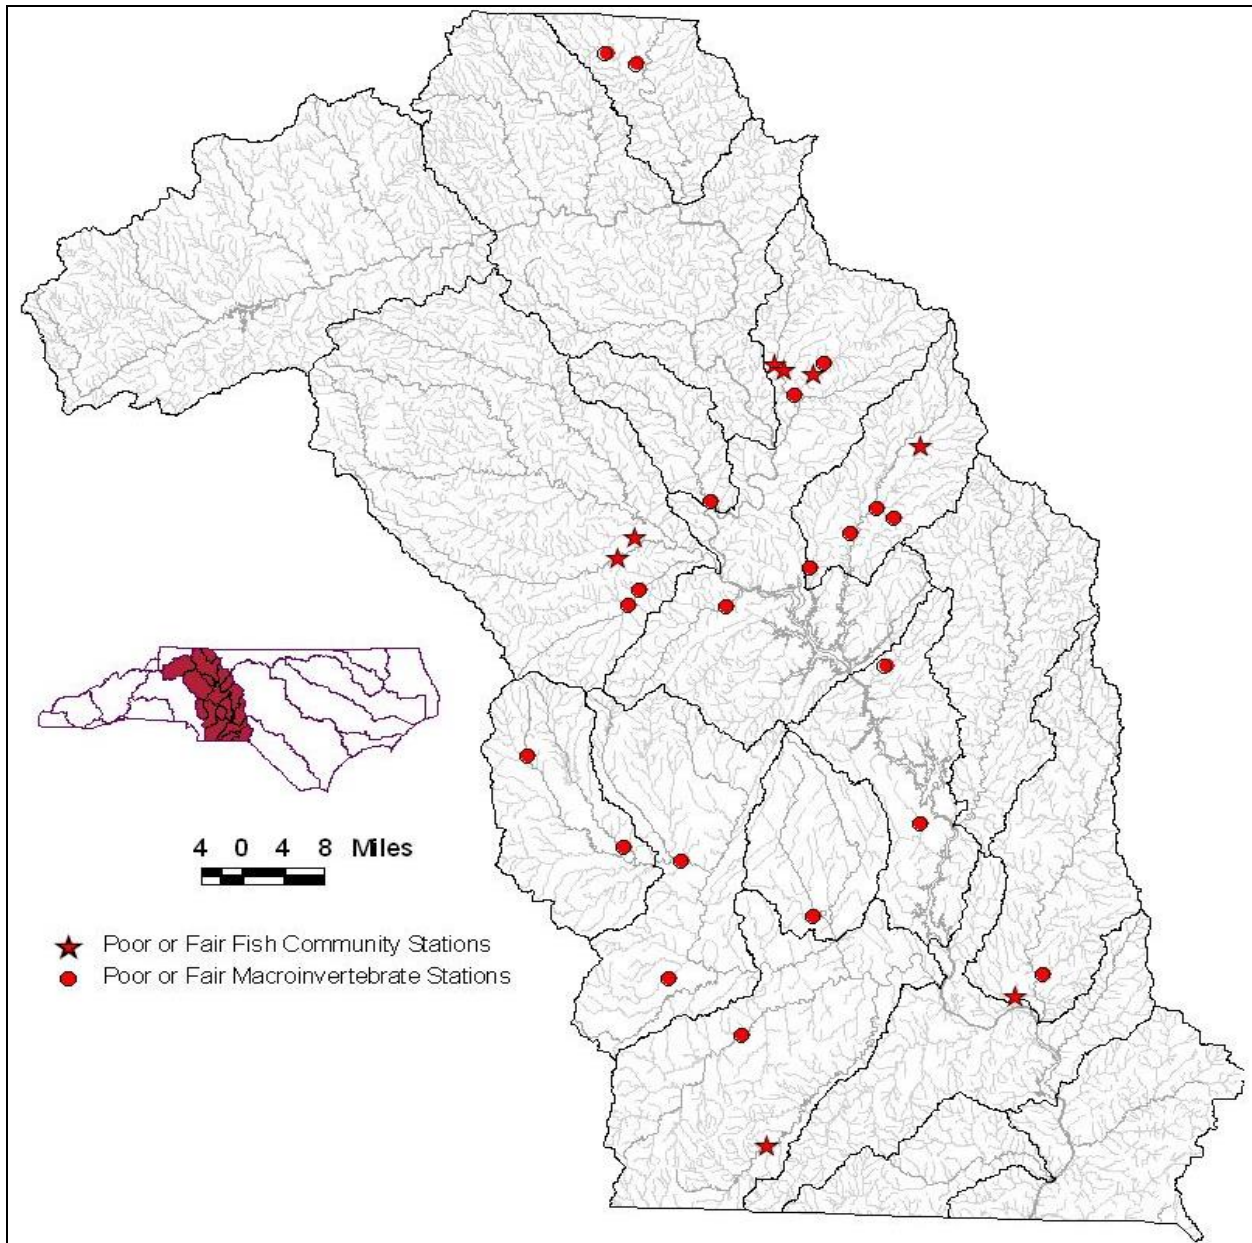 4 0 4 8 Miles
Poor or Fair Fish Community Stations
Poor or Fair Macroinvertebrate Stations